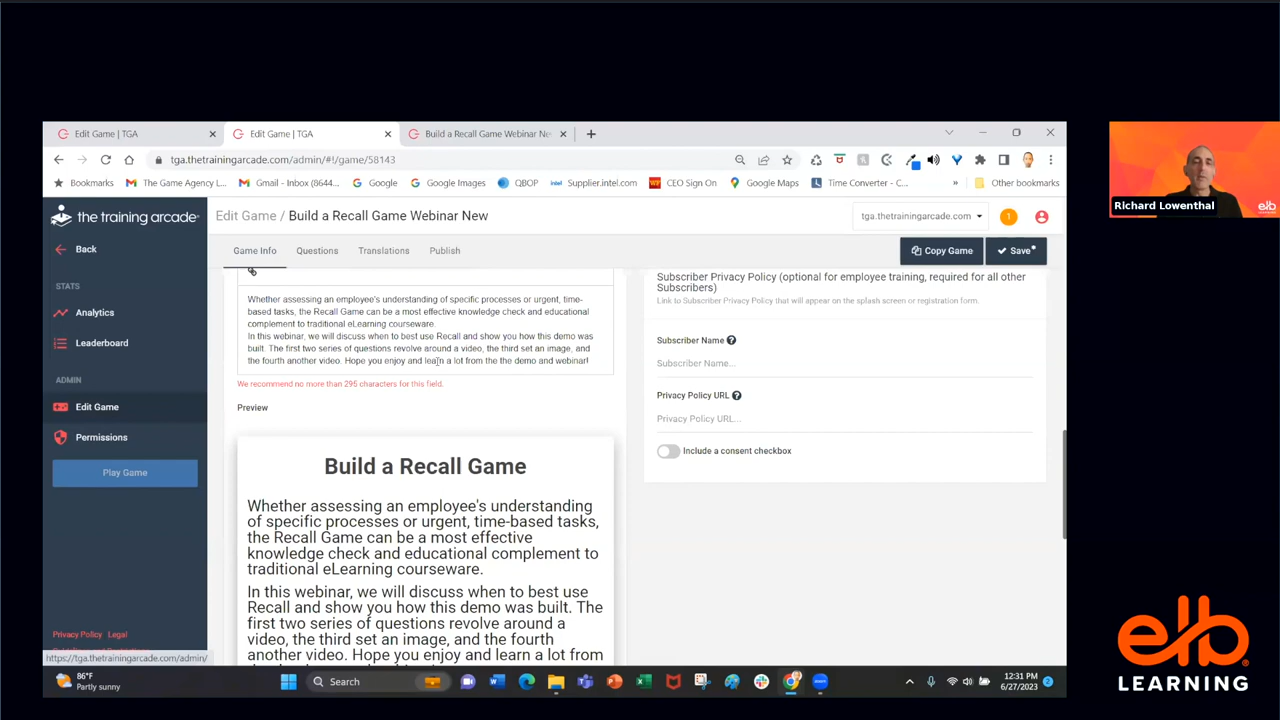 Edit Game | TGA
Edit Game | TGA
Build a Recall Game Webinar Ne
tga.thetrainingarcade.com/admin/#!/game/58143
Bookmarks
The Game Agency L...
Gmail - Inbox (8644...
Google
Google Images
QBOP
Supplier.intel.com
CEO Sign On
Google Maps
Time Converter - C...
»
Other bookmarks
the training arcade
Edit Game / Build a Recall Game Webinar New
tga.thetrainingarcade.com
1
Back
Game Info
Questions
Translations
Publish
Copy Game
Save*
STATS
Analytics
Leaderboard
ADMIN
Edit Game
Permissions
Play Game
Whether assessing an employee's understanding of specific processes or urgent, time-
based tasks, the Recall Game can be a most effective knowledge check and educational
complement to traditional eLearning courseware.
In this webinar, we will discuss when to best use Recall and show you how this demo was
built. The first two series of questions revolve around a video, the third set an image, and
the fourth another video. Hope you enjoy and learn a lot from the the demo and webinar!
We recommend no more than 295 characters for this field.
Preview
Build a Recall Game
Whether assessing an employee's understanding
of specific processes or urgent, time-based tasks,
the Recall Game can be a most effective
knowledge check and educational complement to
traditional eLearning courseware.
In this webinar, we will discuss when to best use
Recall and show you how this demo was built. The
first two series of questions revolve around a
video, the third set an image, and the fourth
another video. Hope you enjoy and learn a lot from
Subscriber Privacy Policy (optional for employee training, required for all other
Subscribers)
Link to Subscriber Privacy Policy that will appear on the splash screen or registration form.
Subscriber Name
Subscriber Name...
Privacy Policy URL
Privacy Policy URL...
Include a consent checkbox
Privacy Policy Legal
https://tga.thetrainingarcade.com/admin/
86°F
Partly sunny
Search
12:31 PM
6/27/2023
2
Richard Lowenthal
elb
elb
LEARNING